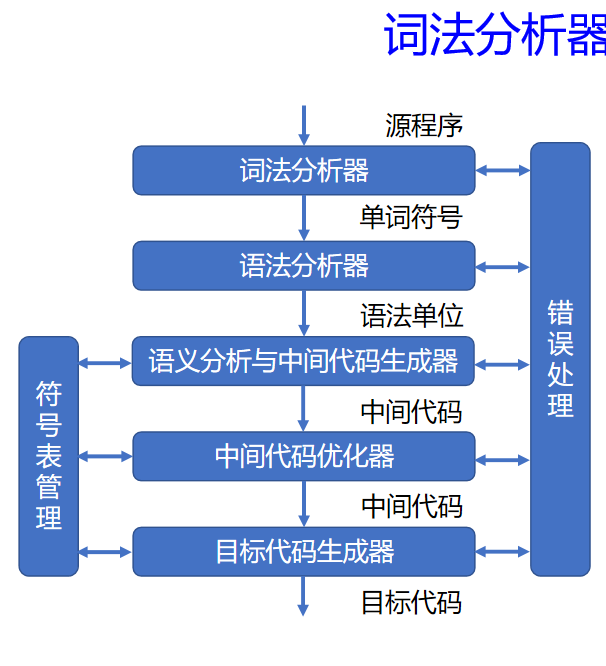 词法分析器
源程序
词法分析器
单词符号
语法分析器
语法单位
语义分析与中间代码生成器
中间代码
中间代码优化器
中间代码
目标代码生成器
目标代码
符号表管理
错误处理